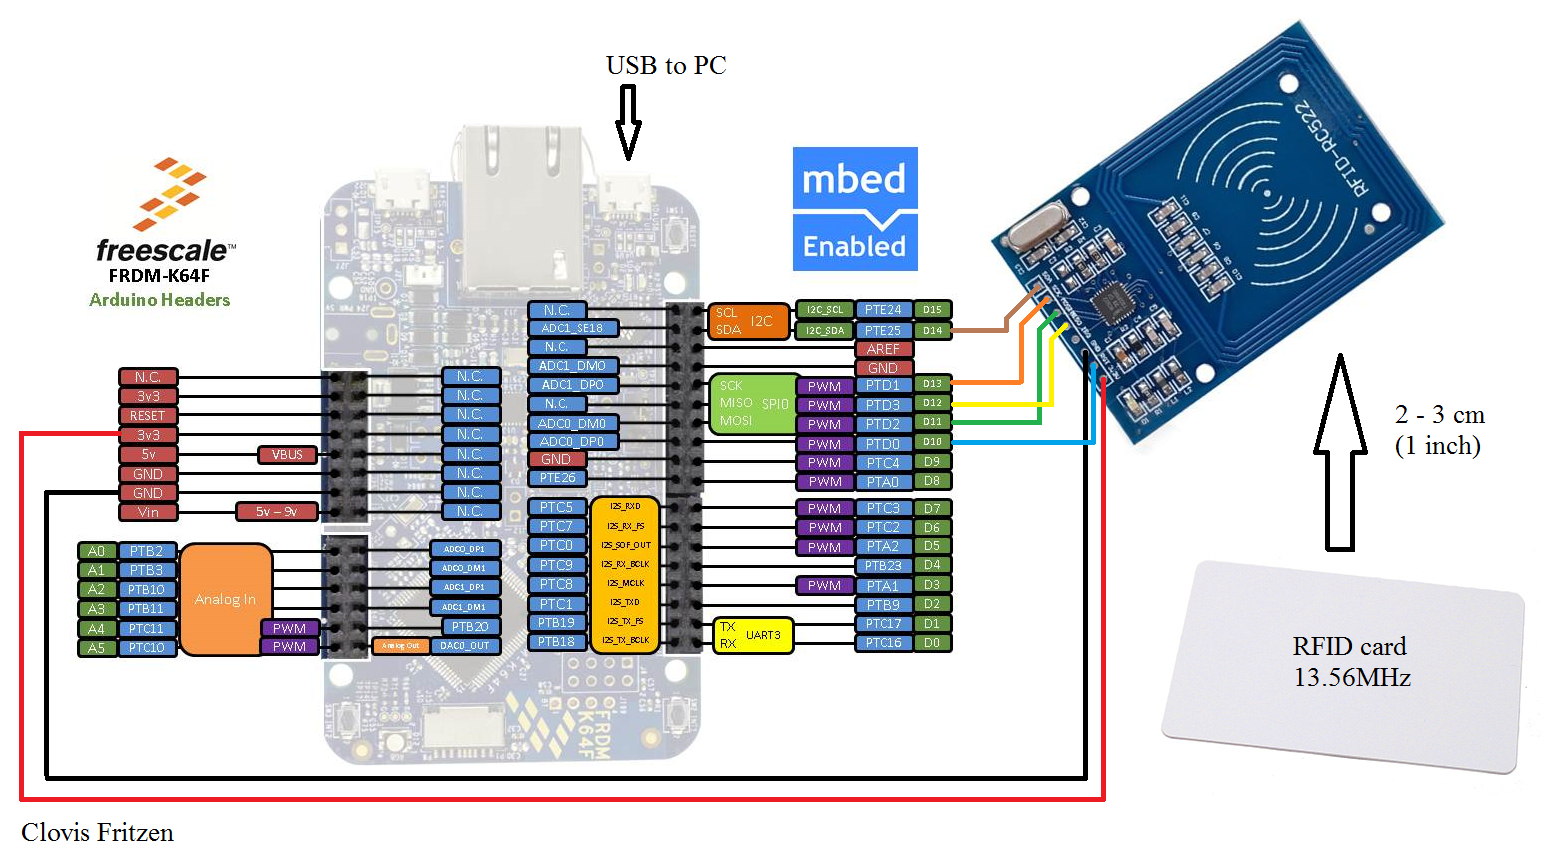 USB to PC
freescale™
FRDM-K64F
Arduino Headers
mbed
Enabled
RFID-RC522
N.C.
ADC1_SE18
N.C.
ADC1_DM0
ADC1_DP0
N.C.
ADC0_DM0
ADC0_DP0
GND
PTE26
SCL
SDA
I2C
I2C_SCL PTE24 D15
I2C_SDA PTE25 D14
AREF
GND
SCK
MISO
MOSI
SPI0
PWM PTD1 D13
PWM PTD3 D12
PWM PTD2 D11
PWM PTD0 D10
PWM PTC4 D9
PWM PTA0 D8
N.C. N.C.
3v3 N.C.
RESET N.C.
3v3 N.C.
5v VBUS N.C.
GND N.C.
GND N.C.
Vin 5v – 9v N.C.
PTC5 I2S_RXD
PTC7 I2S_RX_FS
PTC0 I2S_SOF_OUT
PTC9 I2S_RX_BCLK
PTC8 I2S_MCLK
PTC1 I2S_TXD
PTB19 I2S_TX_FS
PTB18 I2S_TX_BCLK
PWM PTC3 D7
PWM PTC2 D6
PWM PTA2 D5
PTB23 D4
PWM PTA1 D3
PTB9 D2
TX PTC17 D1
RX PTC16 D0
UART3
A0 PTB2
A1 PTB3
A2 PTB10
A3 PTB11
A4 PTC11 PWM
A5 PTC10 PWM
Analog In
ADC0_DP1
ADC0_DM1
ADC1_DP1
ADC1_DM1
PTB20
Analog Out DAC0_OUT
FRDM
K64F
2 - 3 cm
(1 inch)
RFID card
13.56MHz
Clovis Fritzen